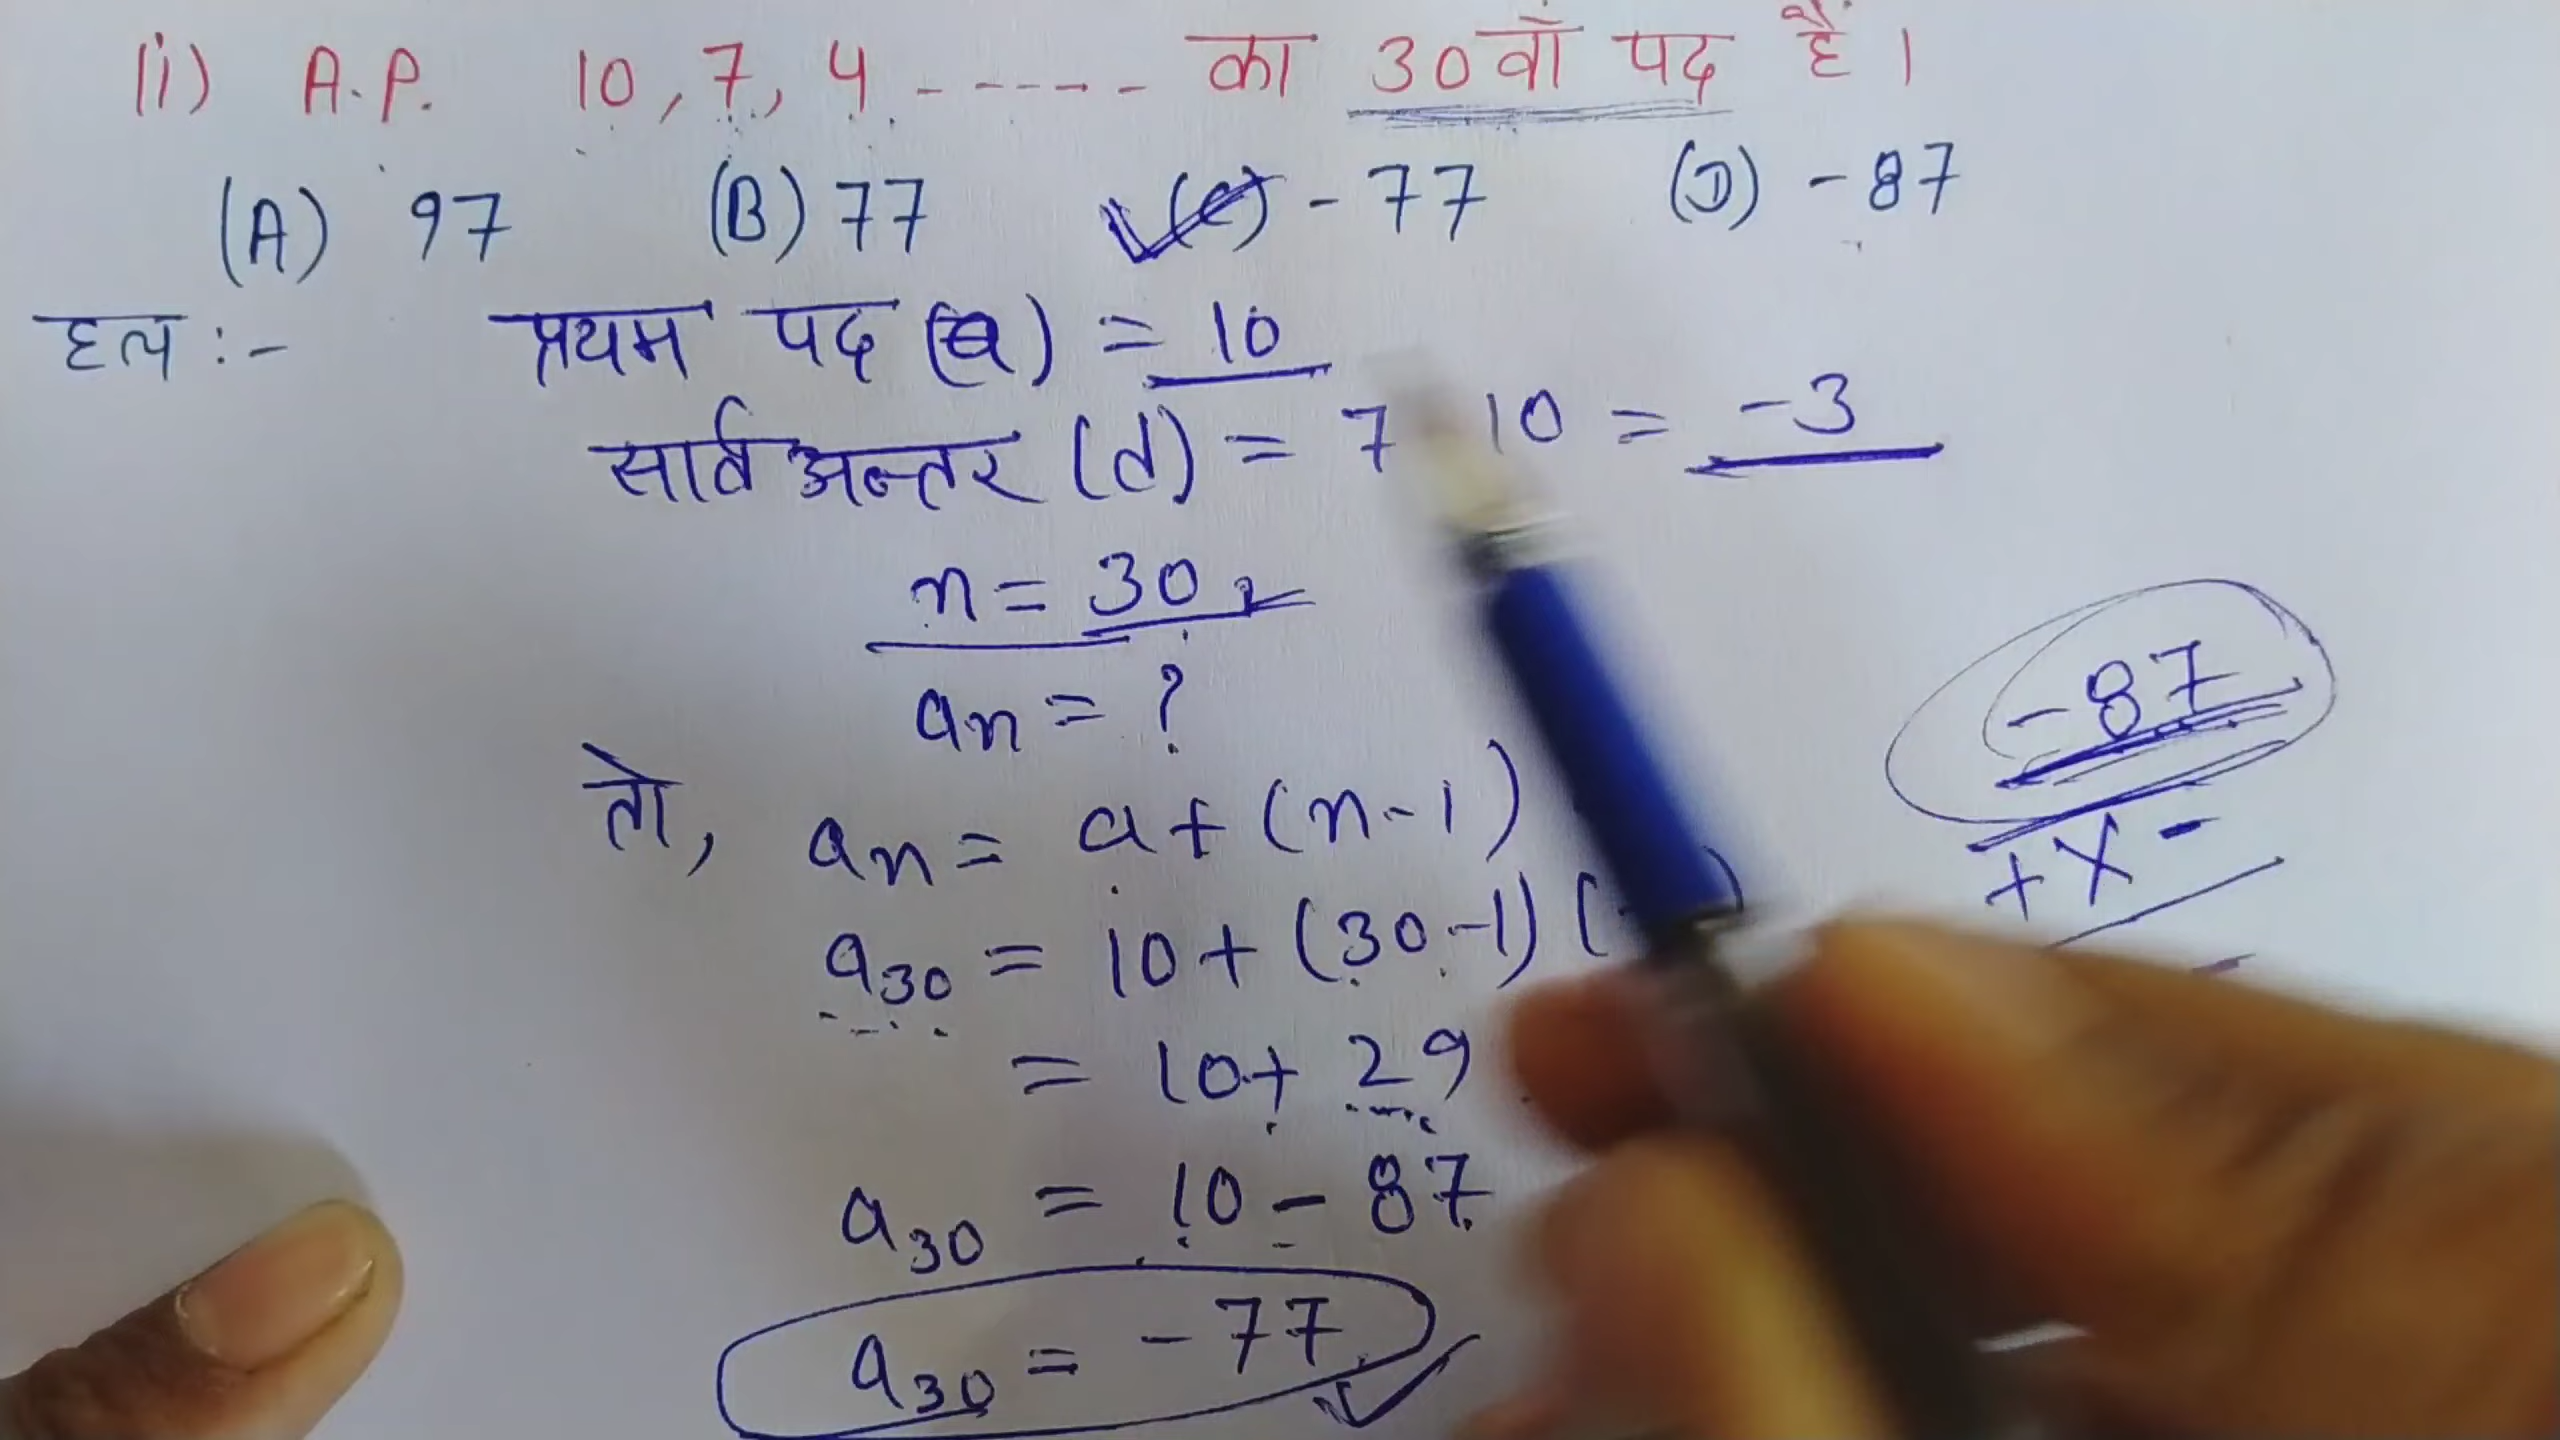 (i) A.P. 10, 7, 4 ------ का 30वाँ पद है ।
(A) 97 (B) 77 (C) -77 (D) -87
हल :- प्रथम पद (a) = 10
सार्व अन्तर (d) = 7 10 = -3
n = 30
an = ?
-87
तो, an = a + (n-1)
+ x -
-
a30 = 10 + (30-1) (
= 10 + 29
a30 = 10 - 87
a30 = -77